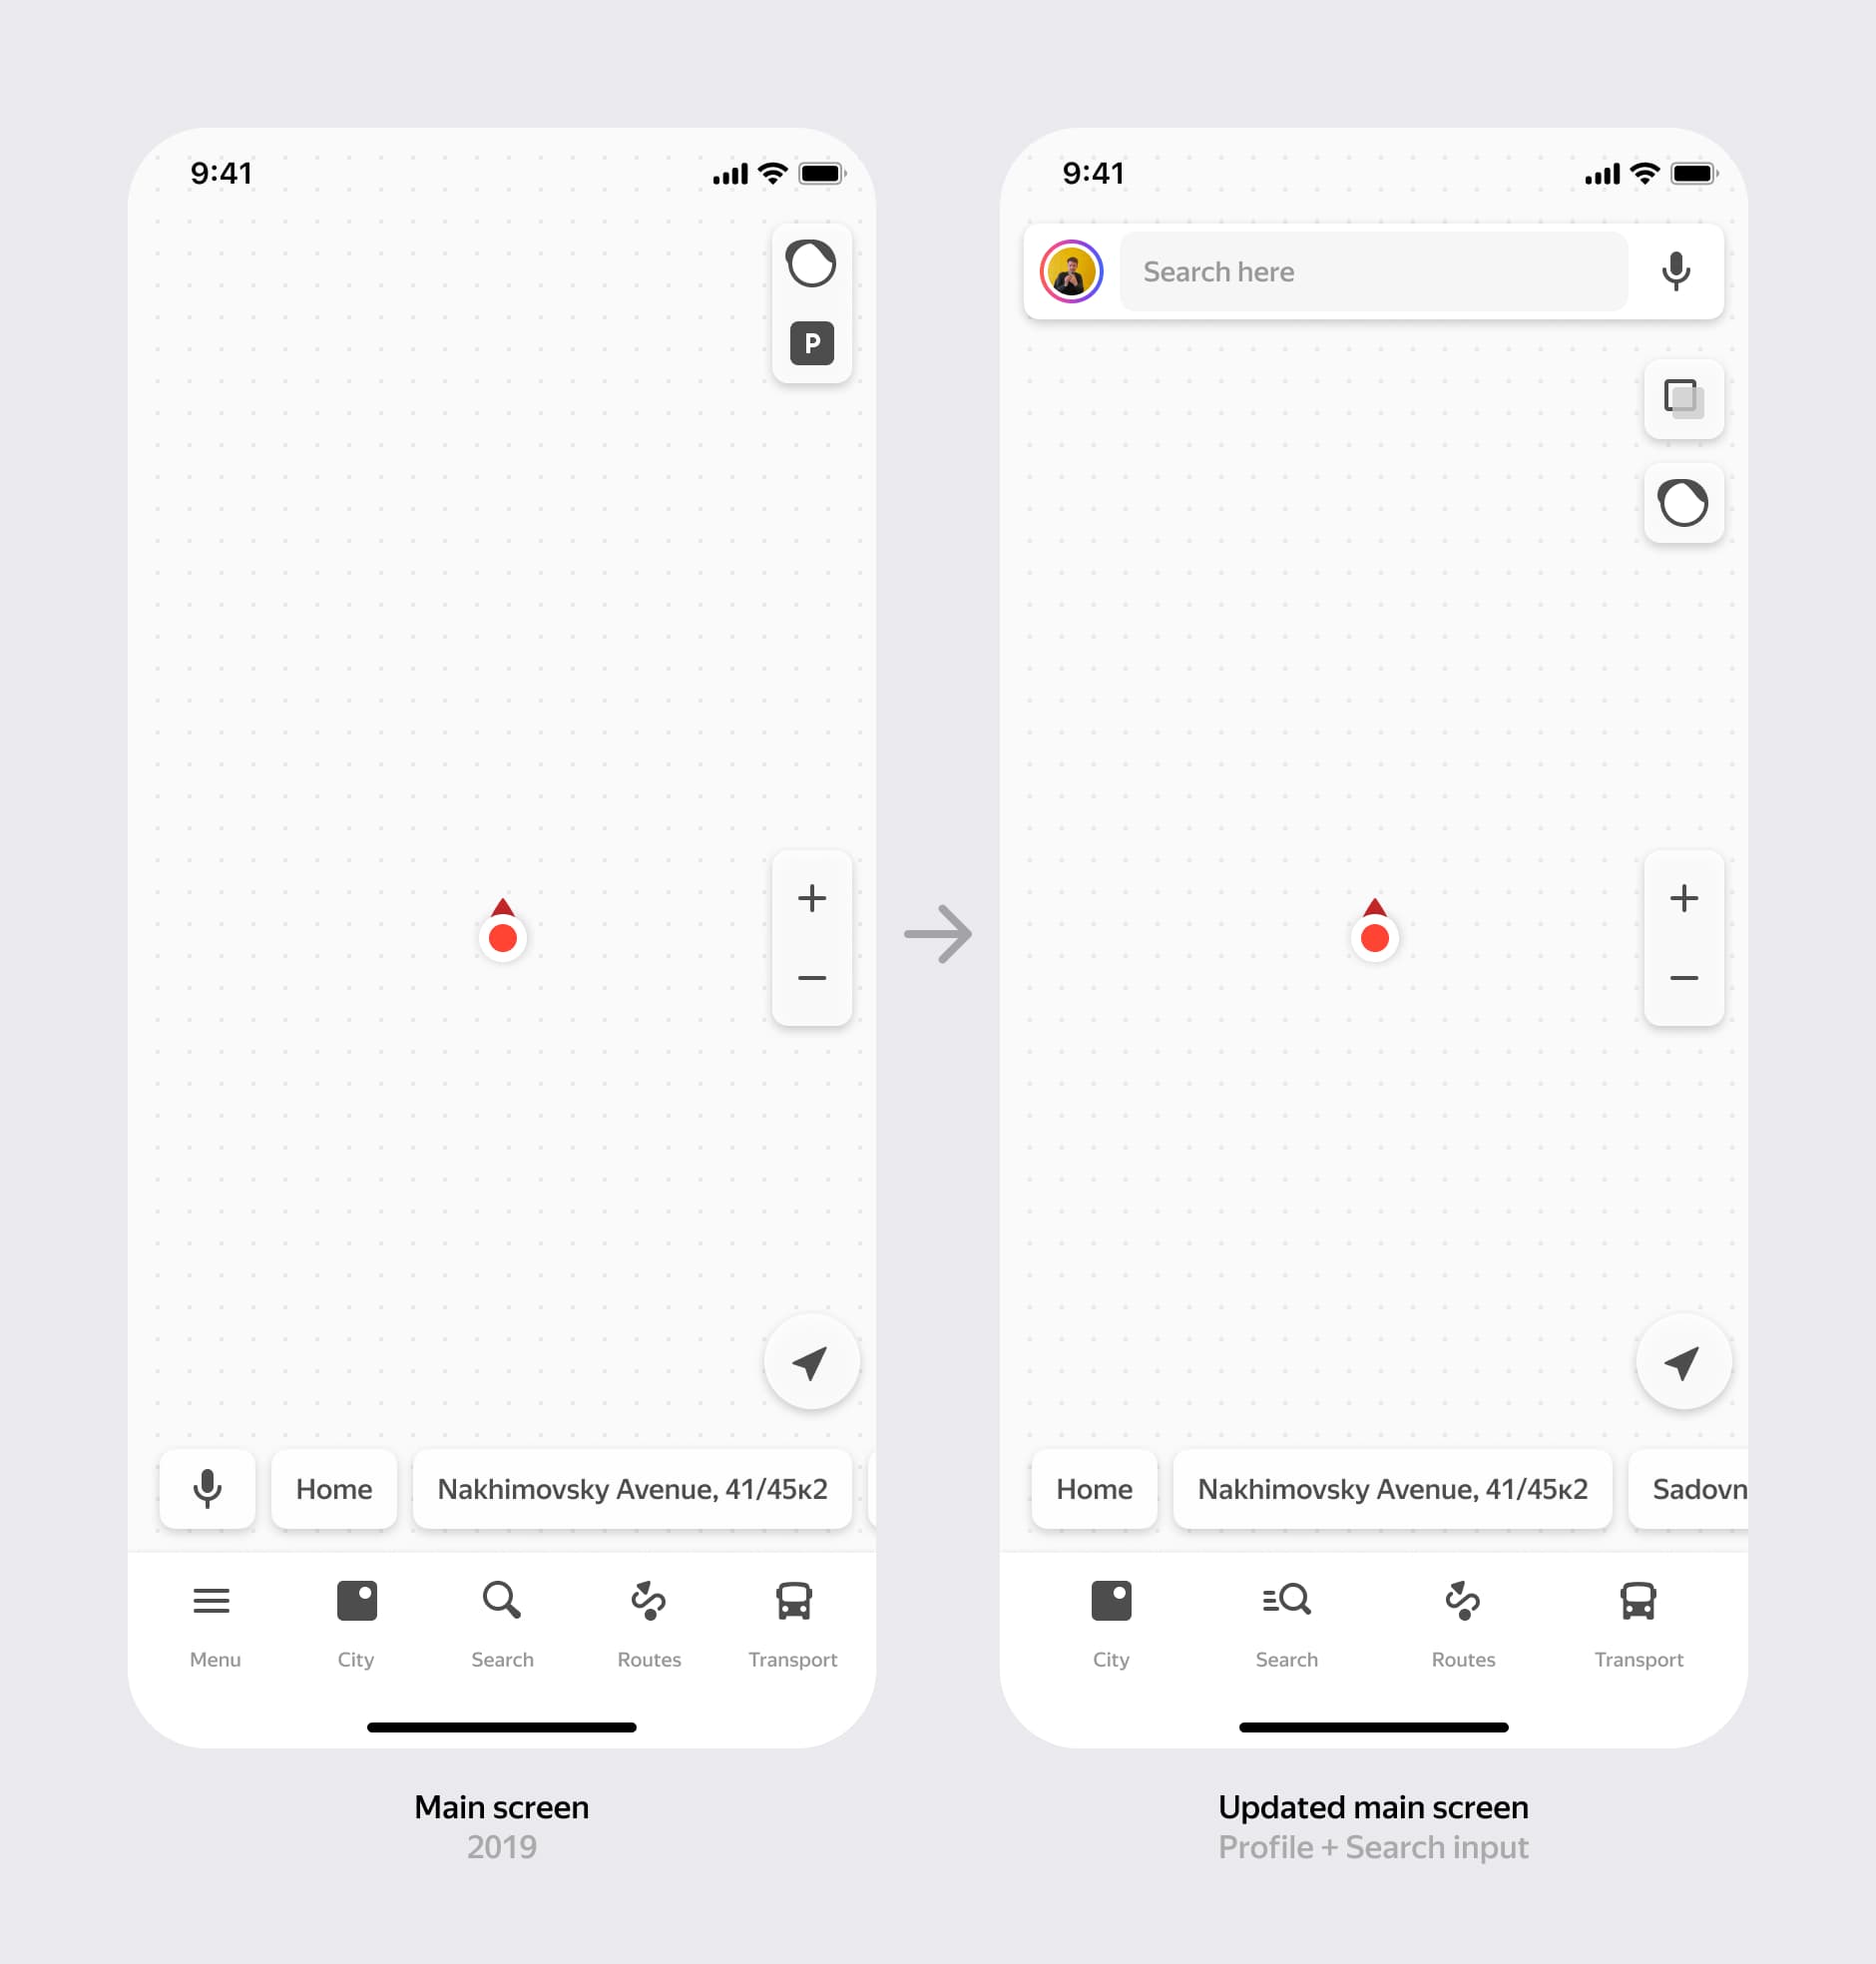 9:41
P
Home
Nakhimovsky Avenue, 41/45к2
Menu
City
Search
Routes
Transport
Main screen
2019
9:41
Search here
Home
Nakhimovsky Avenue, 41/45к2
Sadovn
City
Search
Routes
Transport
Updated main screen
Profile + Search input